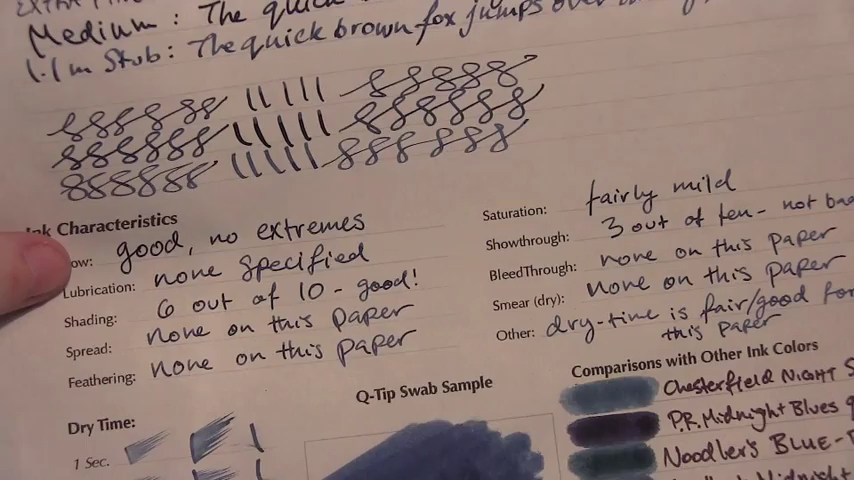 Medium: The quick
1.1m Stub: The quick brown fox jumps over
Ink Characteristics
ow: good, no extremes
Lubrication: none specified
Shading: 6 out of 10 - good!
Spread: none on this paper
Feathering: none on this paper
Saturation: fairly mild
Showthrough: 3 out of ten - not bad
BleedThrough: none on this paper
Smear (dry): none on this paper
Other: dry-time is fair/good for
this paper
Dry Time:
1 Sec.
Q-Tip Swab Sample
Comparisons with Other Ink Colors
Chesterfield Night S
P.R. Midnight Blues
Noodler's Blue-
Midnight